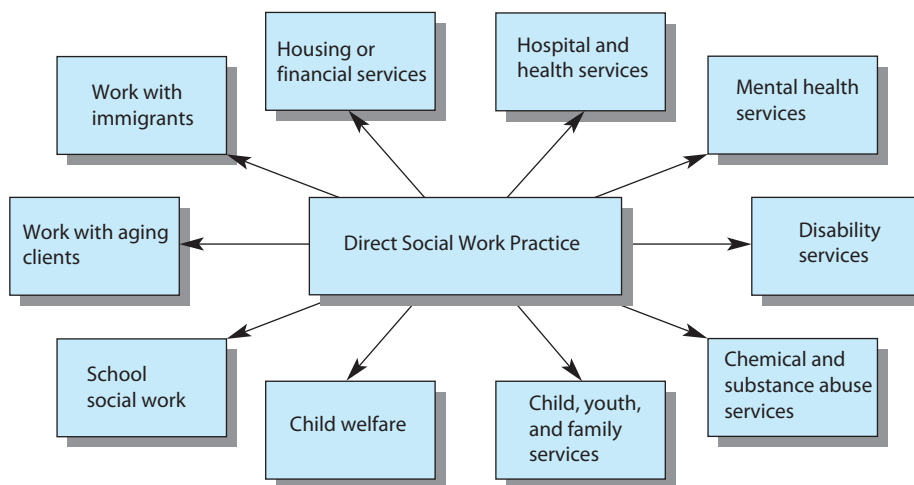 Housing or
financial services
Hospital and
health services
Work with
immigrants
Mental health
services
Work with aging
clients
Direct Social Work Practice
Disability
services
School
social work
Child welfare
Child, youth,
and family
services
Chemical and
substance abuse
services